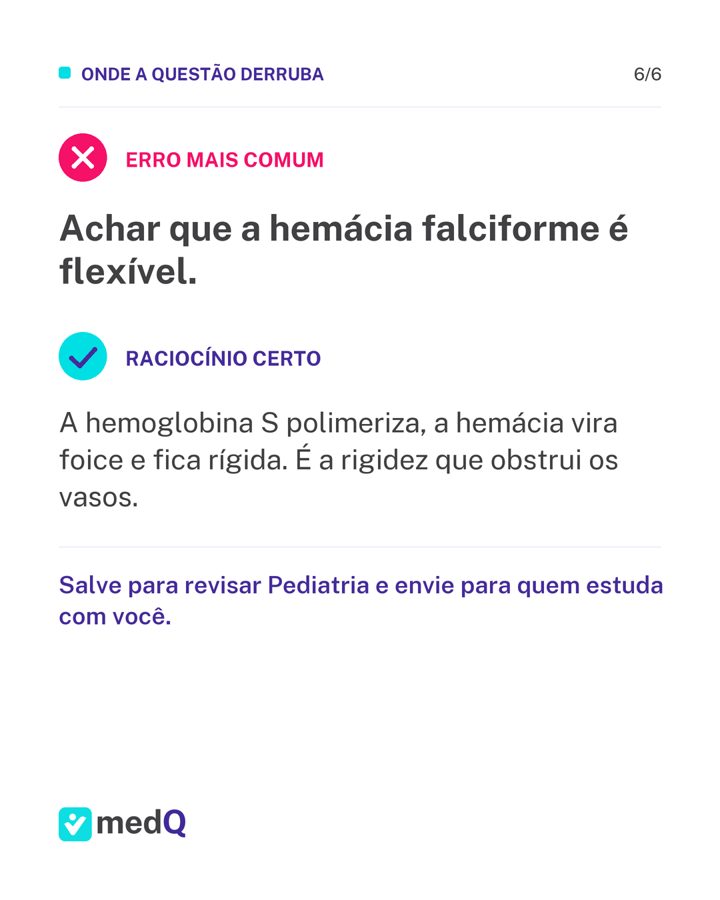 ONDE A QUESTÃO DERRUBA
6/6
ERRO MAIS COMUM
Achar que a hemácia falciforme é
flexível.
RACIOCÍNIO CERTO
A hemoglobina S polimeriza, a hemácia vira
foice e fica rígida. É a rigidez que obstrui os
vasos.
Salve para revisar Pediatria e envie para quem estuda
com você.
medQ